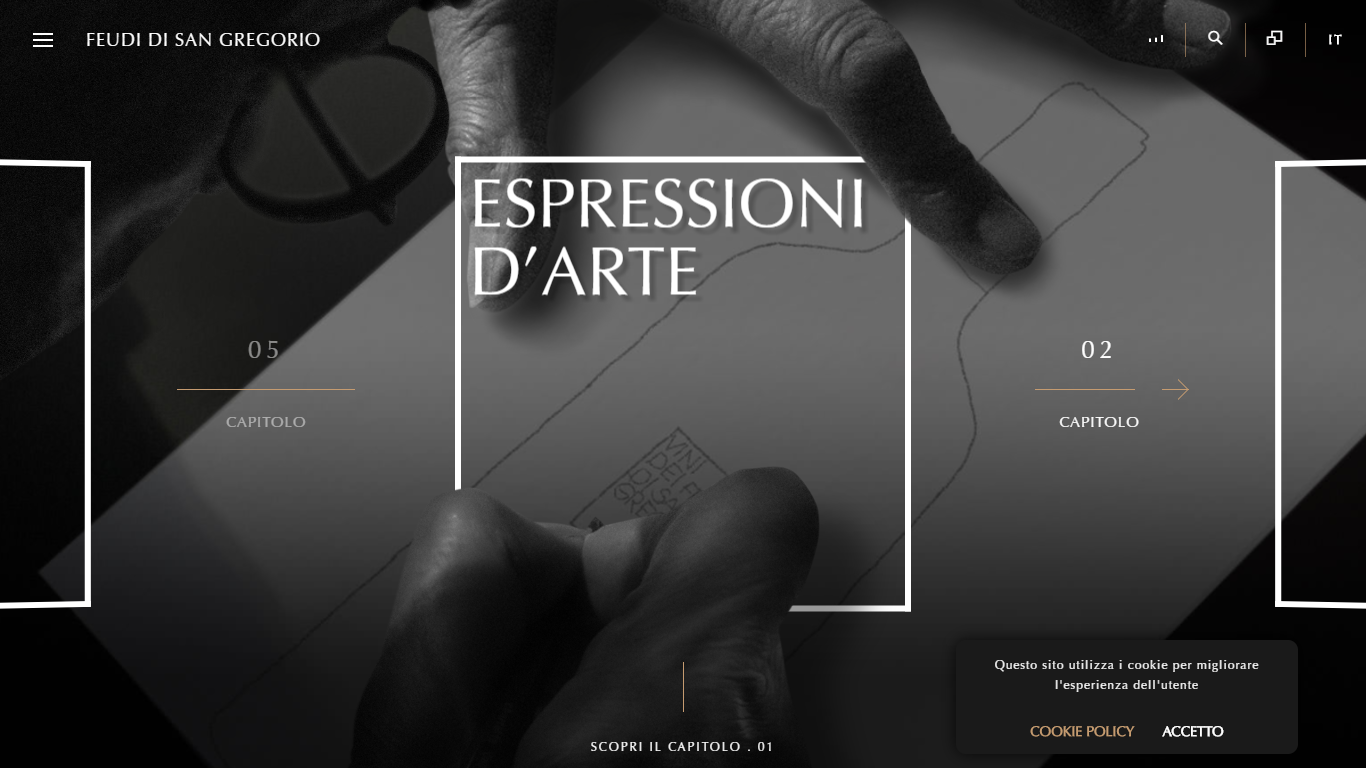 FEUDI DI SAN GREGORIO
IT
ESPRESSIONI
D'ARTE
05
CAPITOLO
02
CAPITOLO
VINI
DEI
DI SA
SCOPRI IL CAPITOLO . 01
Questo sito utilizza i cookie per migliorare
l'esperienza dell'utente
COOKIE POLICY
ACCETTO